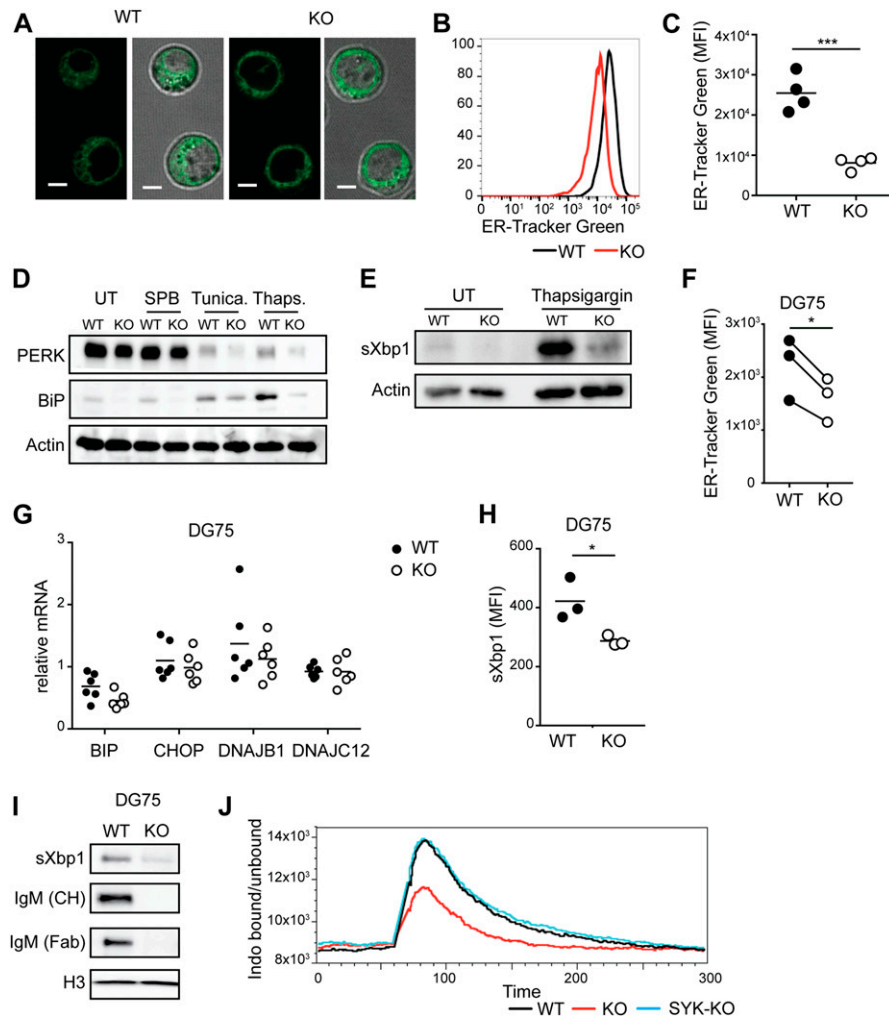 A
WT KO
B
100
80
60
40
20
0
0 10¹ 10² 10³ 10⁴ 10⁵
ER-Tracker Green
WT KO
C
ER-Tracker Green (MFI)
4x10⁴
3x10⁴
2x10⁴
1x10⁴
0
***
WT KO
D
UT SPB Tunica. Thaps.
WT KO WT KO WT KO WT KO
PERK
BiP
Actin
E
UT Thapsigargin
WT KO WT KO
sXbp1
Actin
F
DG75
ER-Tracker Green (MFI)
3x10³
2x10³
1x10³
0
*
WT KO
G
DG75
relative mRNA
3
2
1
0
BIP CHOP DNAJB1 DNAJC12
WT
KO
H
DG75
sXbp1 (MFI)
600
400
200
0
*
WT KO
I
DG75
WT KO
sXbp1
IgM (CH)
IgM (Fab)
H3
J
Indo bound/unbound
14x10³
12x10³
10x10³
8x10³
0 100 200 300
Time
WT KO SYK-KO